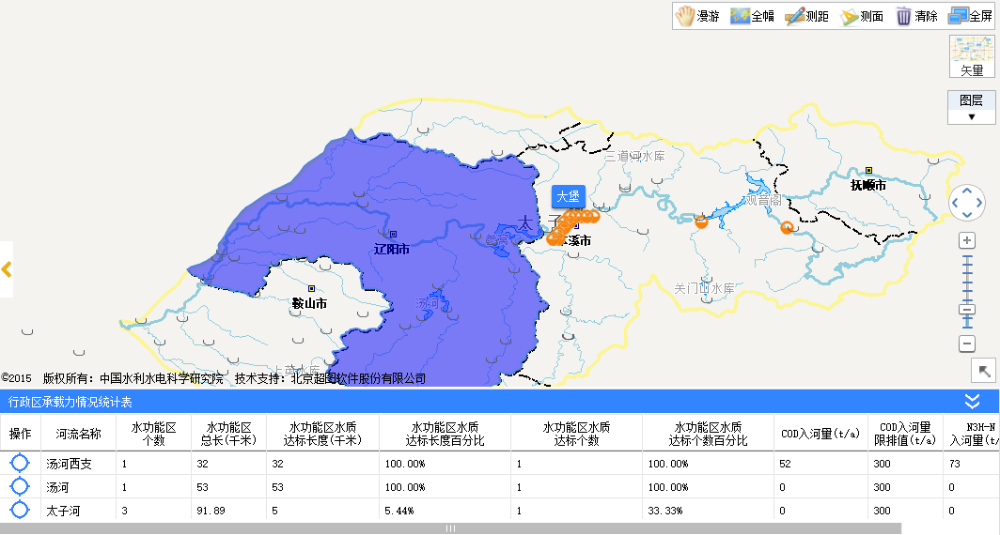 漫游 全幅 测距 测面 清除 全屏
矢量
图层
三道河水库
抚顺市
大堡
观音阁
太 子
本溪市
参窝
辽阳市
关门山水库
汤河
鞍山市
上英水库
©2015 版权所有：中国水利水电科学研究院 技术支持：北京超图软件股份有限公司
行政区承载力情况统计表
操作 河流名称 水功能区个数 水功能区总长(千米) 水功能区水质达标长度(千米) 水功能区水质达标长度百分比 水功能区水质达标个数 水功能区水质达标个数百分比 COD入河量(t/a) COD入河量限排值(t/a) N3H-N入河量(t/
汤河西支 1 32 32 100.00% 1 100.00% 52 300 73
汤河 1 53 53 100.00% 1 100.00% 0 300 0
太子河 3 91.89 5 5.44% 1 33.33% 0 300 0